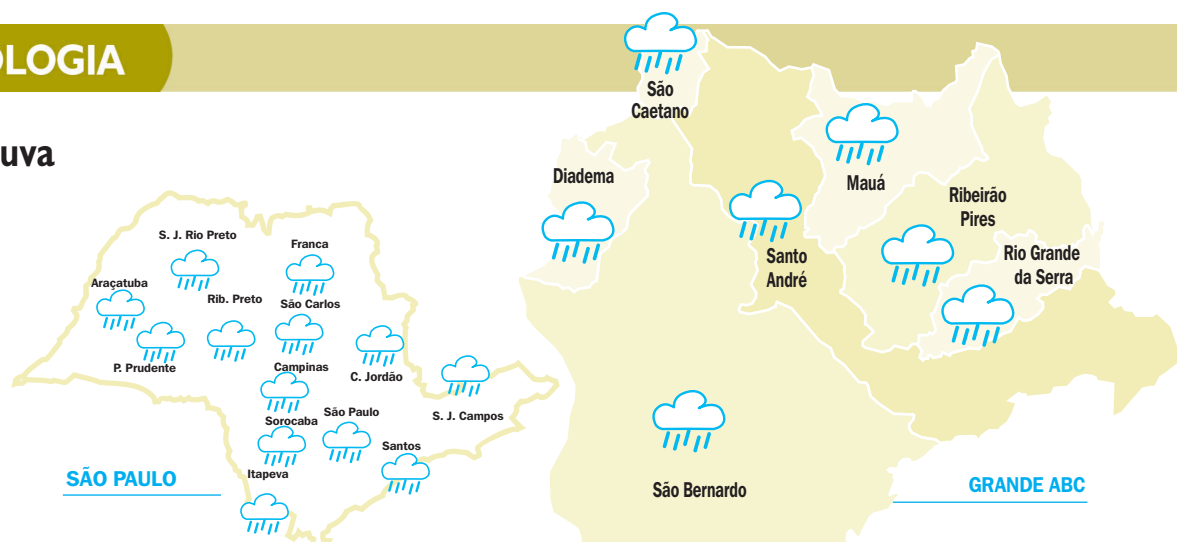 OLOGIA
uva
S. J. Rio Preto
Franca
Araçatuba
Rib. Preto
São Carlos
P. Prudente
Campinas
C. Jordão
Sorocaba
São Paulo
S. J. Campos
Santos
Itapeva
SÃO PAULO
São
Caetano
Diadema
Mauá
Ribeirão
Pires
Santo
André
Rio Grande
da Serra
São Bernardo
GRANDE ABC